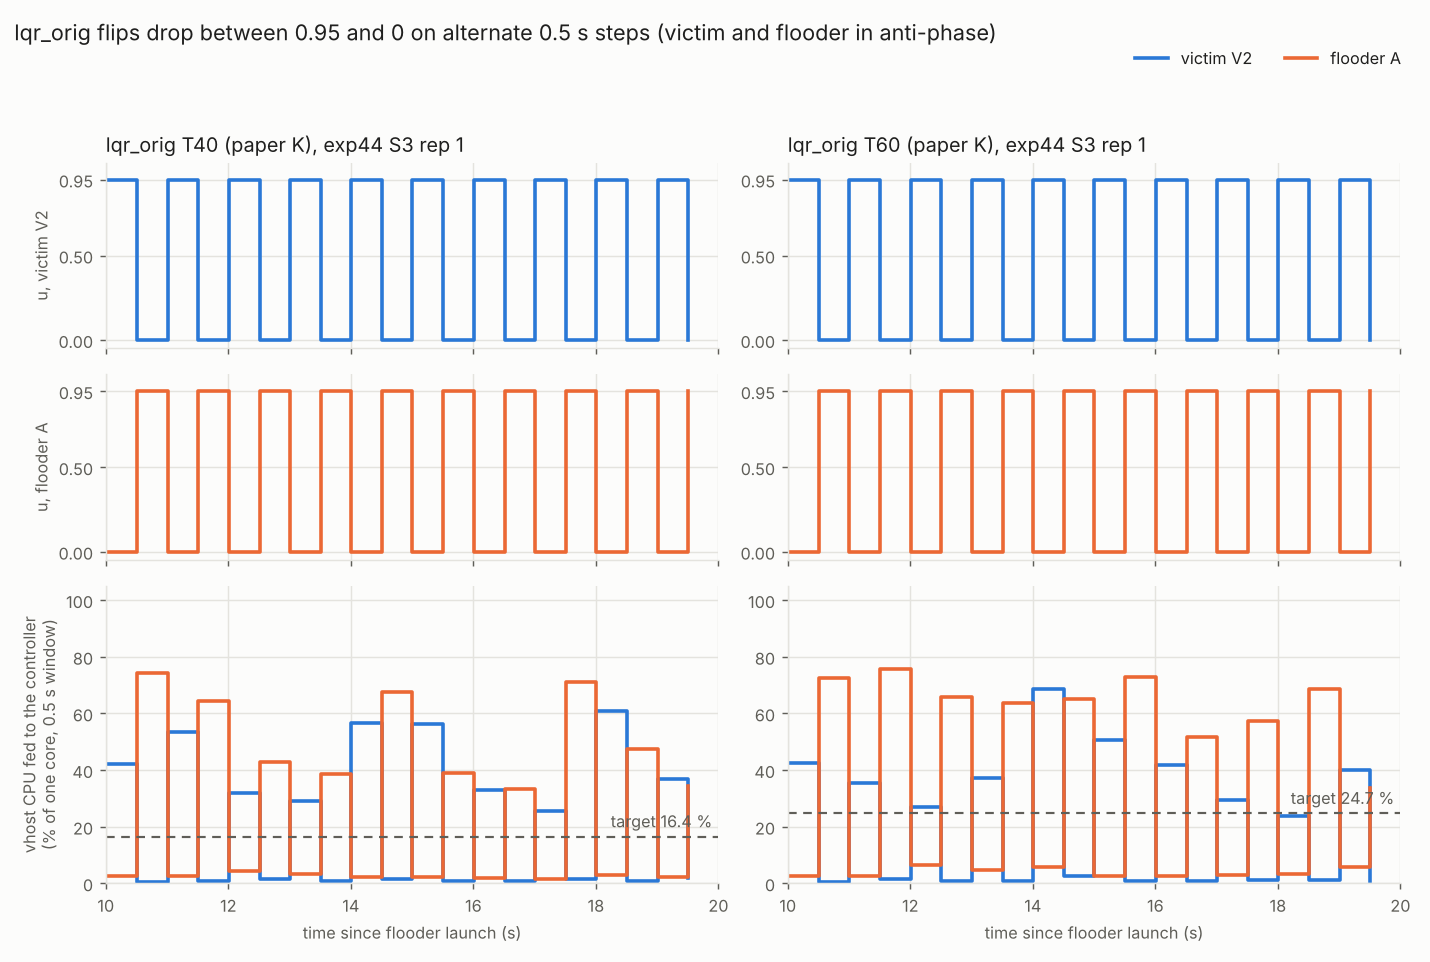 lqr_orig flips drop between 0.95 and 0 on alternate 0.5 s steps (victim and flooder in anti-phase)
victim V2
flooder A
lqr_orig T40 (paper K), exp44 S3 rep 1
0.95
0.50
0.00
u, victim V2
lqr_orig T60 (paper K), exp44 S3 rep 1
0.95
0.50
0.00
0.95
0.50
0.00
u, flooder A
0.95
0.50
0.00
vhost CPU fed to the controller
(% of one core, 0.5 s window)
100
80
60
40
20
0
target 16.4 %
10
12
14
16
18
20
time since flooder launch (s)
100
80
60
40
20
0
target 24.7 %
10
12
14
16
18
20
time since flooder launch (s)